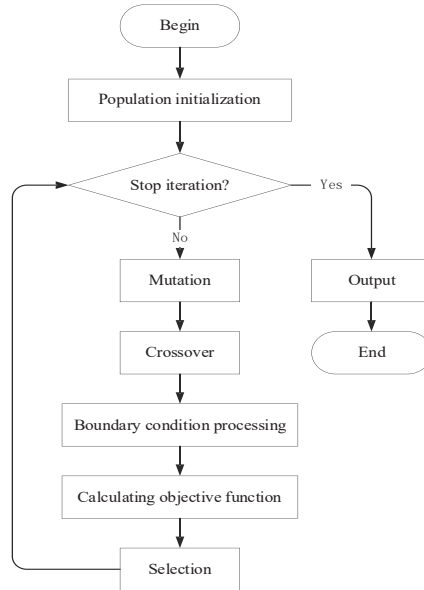 Begin
Population initialization
Stop iteration?
Yes
No
Mutation
Output
Crossover
End
Boundary condition processing
Calculating objective function
Selection